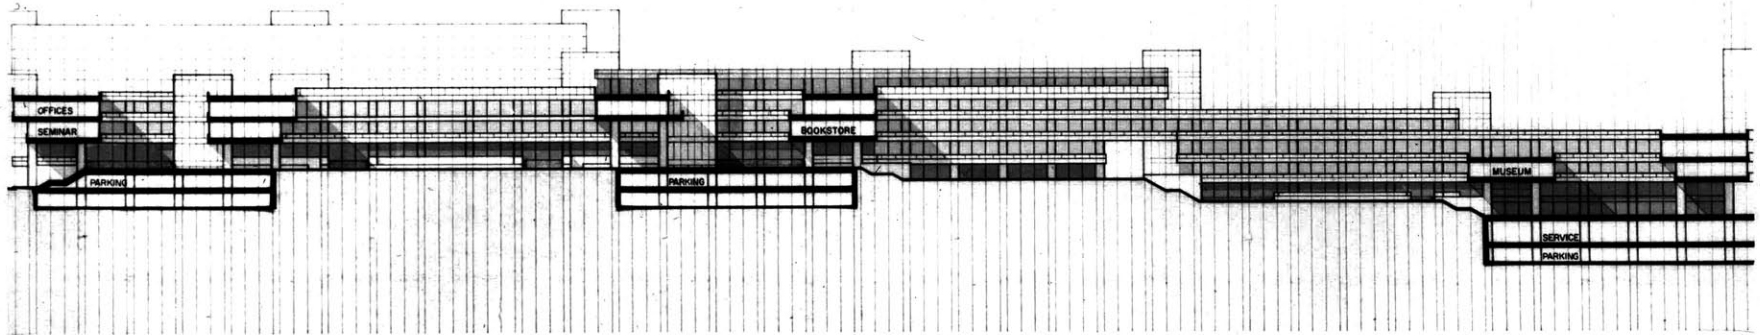 OFFICES
SEMINAR
PARKING
PARKING
BOOKSTORE
MUSEUM
SERVICE
PARKING